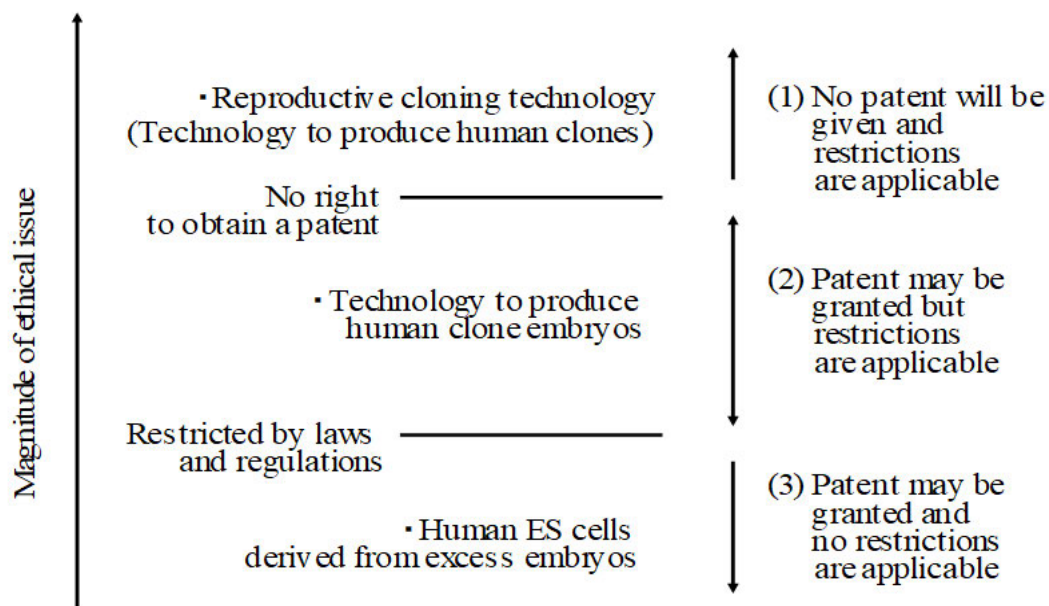 Magnitude of ethical issue
▪ Reproductive cloning technology
(Technology to produce human clones)
(1) No patent will be
given and
restrictions
are applicable
No right
to obtain a patent
▪ Technology to produce
human clone embryos
(2) Patent may be
granted but
restrictions
are applicable
Restricted by laws
and regulations
▪ Human ES cells
derived from excess embryos
(3) Patent may be
granted and
no restrictions
are applicable